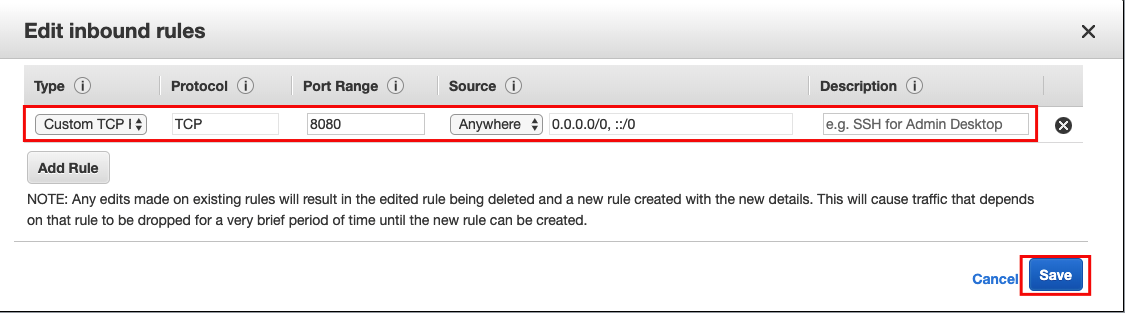 Edit inbound rules
Type Protocol Port Range Source Description
Custom TCP TCP 8080 Anywhere 0.0.0.0/0, ::/0 e.g. SSH for Admin Desktop
Add Rule
NOTE: Any edits made on existing rules will result in the edited rule being deleted and a new rule created with the new details. This will cause traffic that depends
on that rule to be dropped for a very brief period of time until the new rule can be created.
Cancel Save